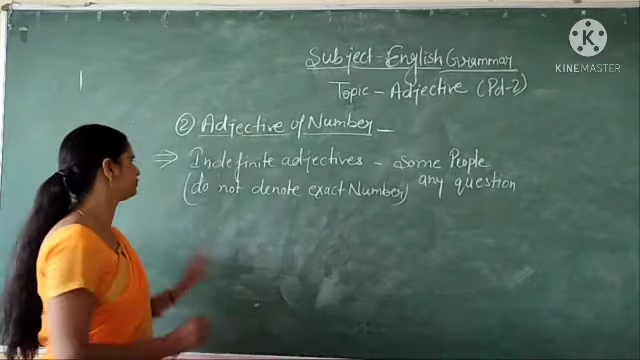 Subject - English Grammar
Topic - Adjective (Pd-2)
② Adjective of Number -
⇒ Indefinite adjectives - some People
(do not denote exact Number) any question
K
KINEMASTER